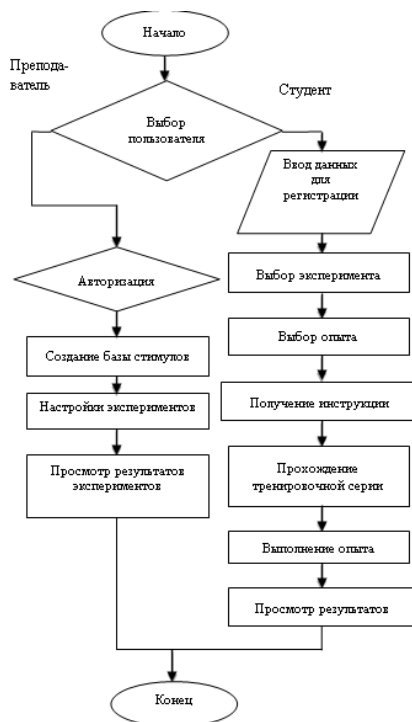 Начало
Препода-
ватель
Студент
Выбор
пользователя
Ввод данных
для
регистрации
Авторизация
Выбор эксперимента
Выбор опыта
Создание базы стимулов
Настройки экспериментов
Получение инструкции
Просмотр результатов
экспериментов
Прохождение
тренировочной серии
Выполнение опыта
Просмотр результатов
Конец